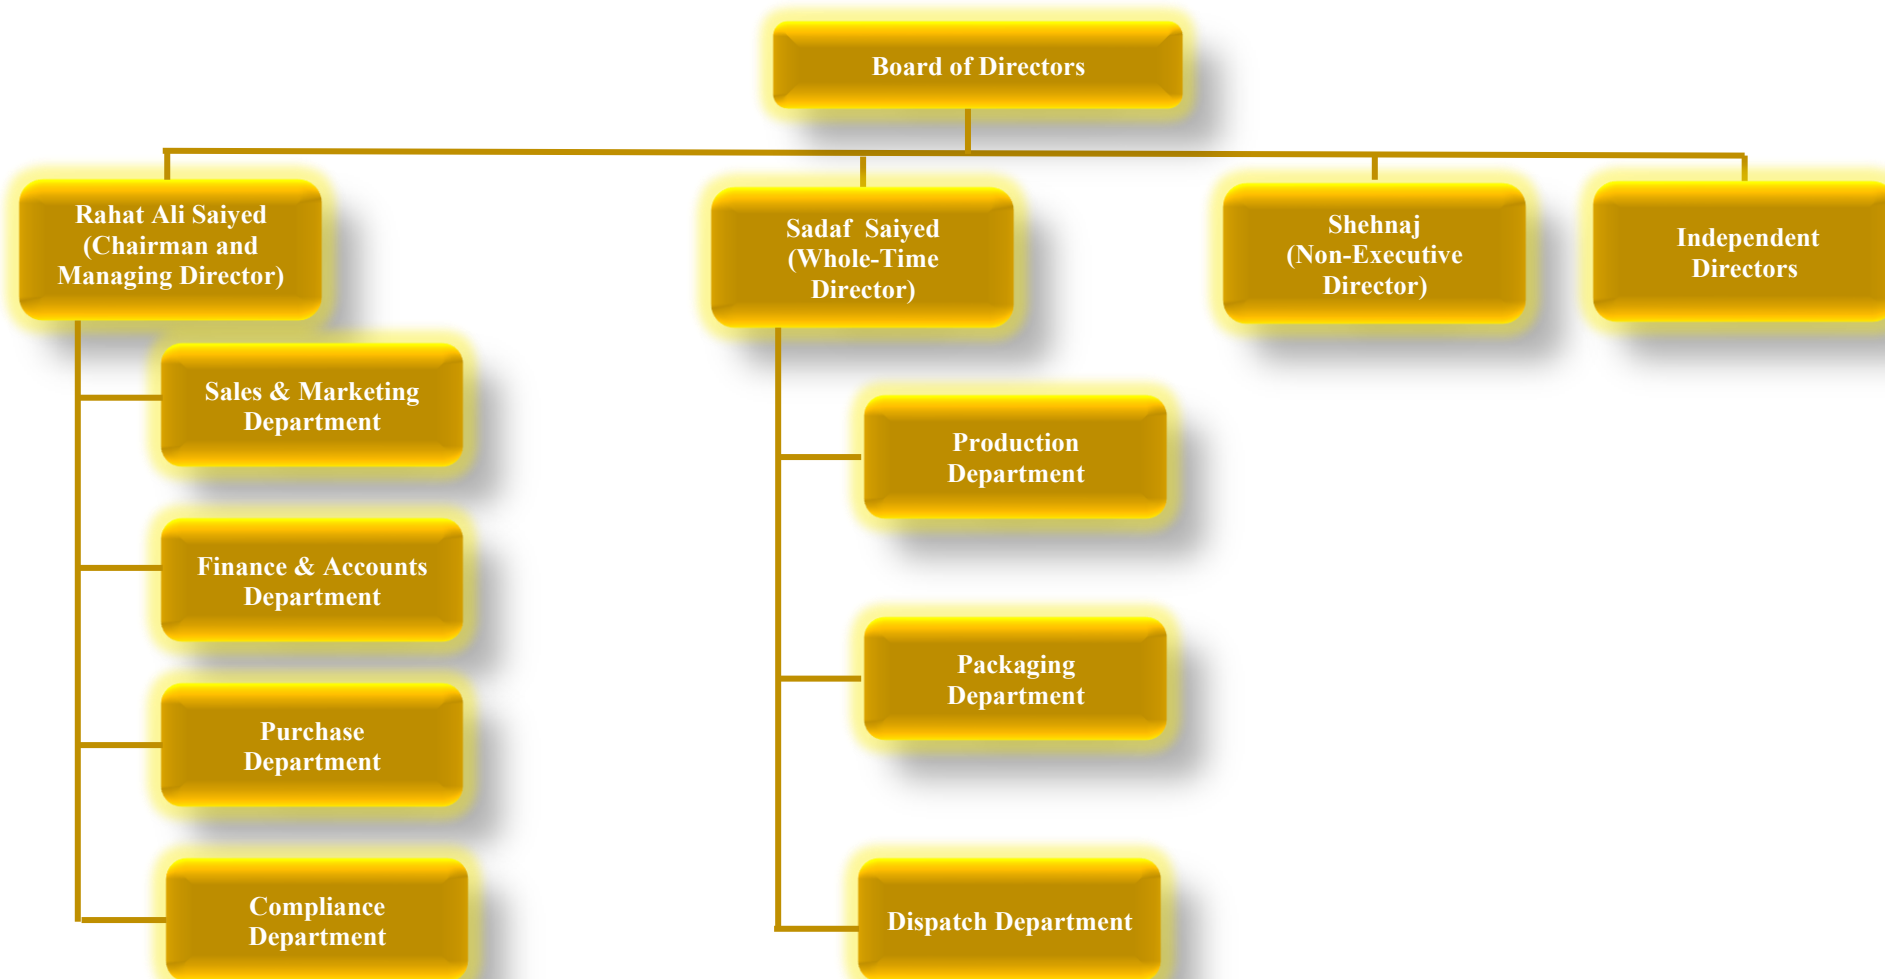 Board of Directors
Rahat Ali Saiyed
(Chairman and
Managing Director)
Sadaf  Saiyed
(Whole-Time
Director)
Shehnaj
(Non-Executive
Director)
Independent
Directors
Sales & Marketing
Department
Finance & Accounts
Department
Purchase
Department
Compliance
Department
Production
Department
Packaging
Department
Dispatch Department